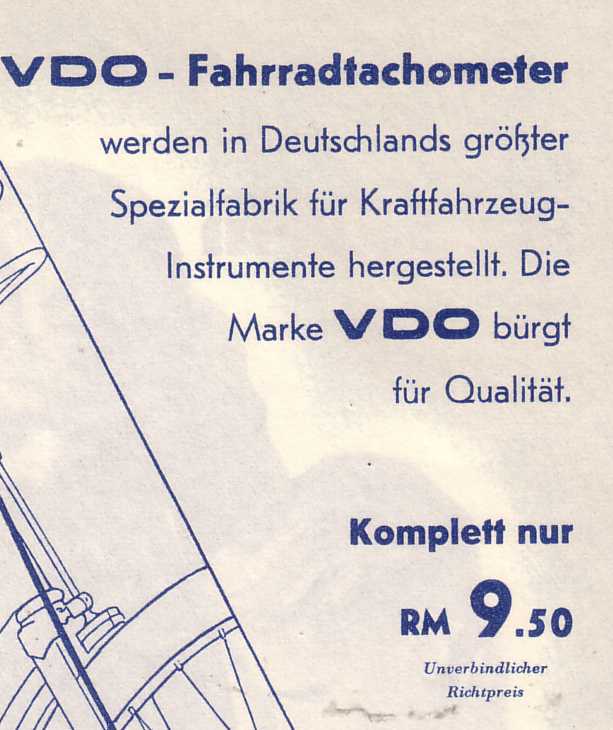 VDO - Fahrradtachometer
werden in Deutschlands größter
Spezialfabrik für Kraftfahrzeug-
Instrumente hergestellt. Die
Marke VDO bürgt
für Qualität.
Komplett nur
RM 9.50
Unverbindlicher
Richtpreis